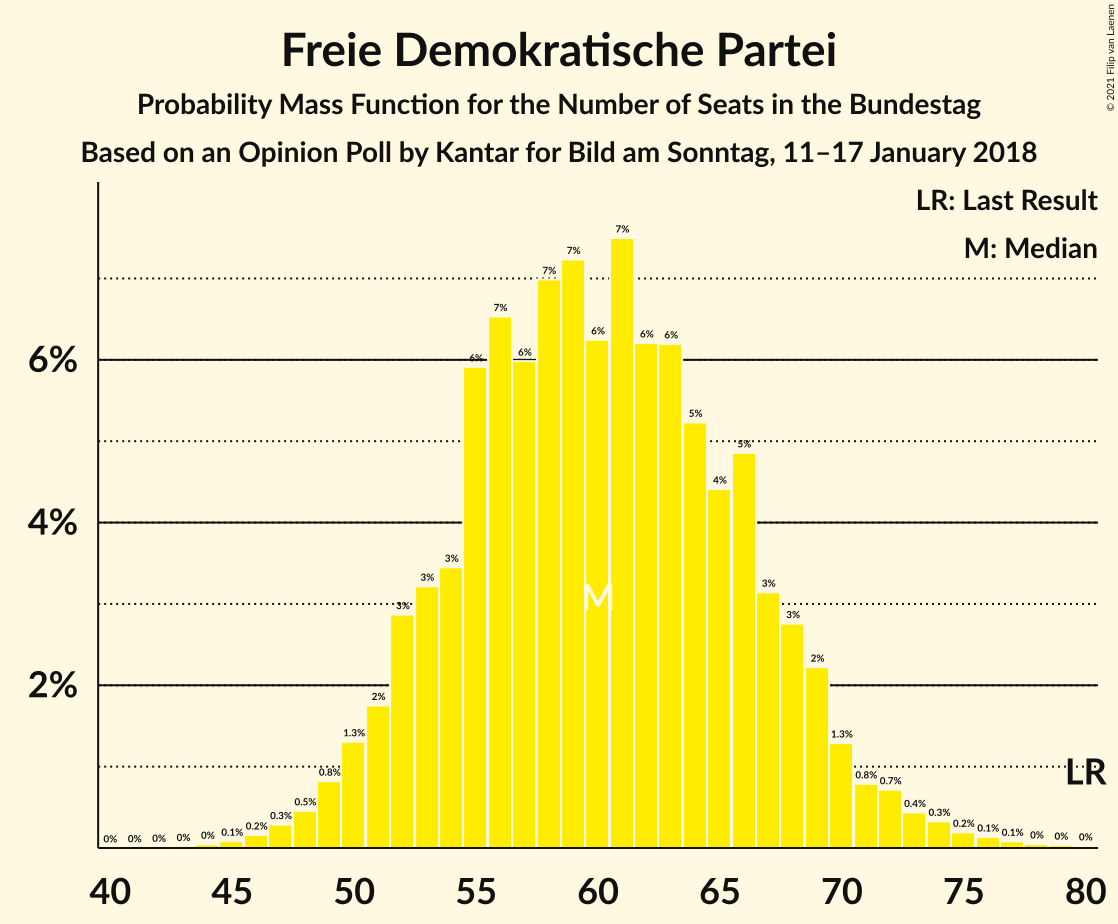 Freie Demokratische Partei
Probability Mass Function for the Number of Seats in the Bundestag
Based on an Opinion Poll by Kantar for Bild am Sonntag, 11–17 January 2018
© 2021 Filip van Laenen
LR: Last Result
M: Median
6%
4%
2%
0% 0% 0% 0% 0% 0.1% 0.2% 0.3% 0.5% 0.8% 1.3% 2% 3% 3% 3% 6% 7% 6% 7% 7% 6% 7% 6% 6% 5% 4% 5% 3% 3% 2% 1.3% 0.8% 0.7% 0.4% 0.3% 0.2% 0.1% 0.1% 0% 0% 0%
M
LR
40 45 50 55 60 65 70 75 80